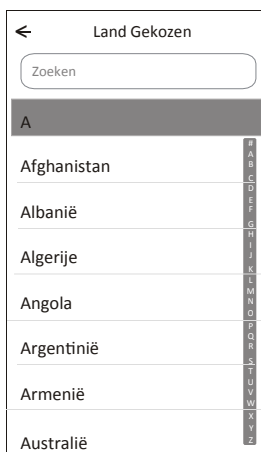 Land Gekozen
Zoeken
A
Afghanistan
Albanië
Algerije
Angola
Argentinië
Armenië
Australië
#
A
B
C
D
E
F
G
H
I
J
K
L
M
N
O
P
Q
R
S
T
U
V
W
X
Y
Z